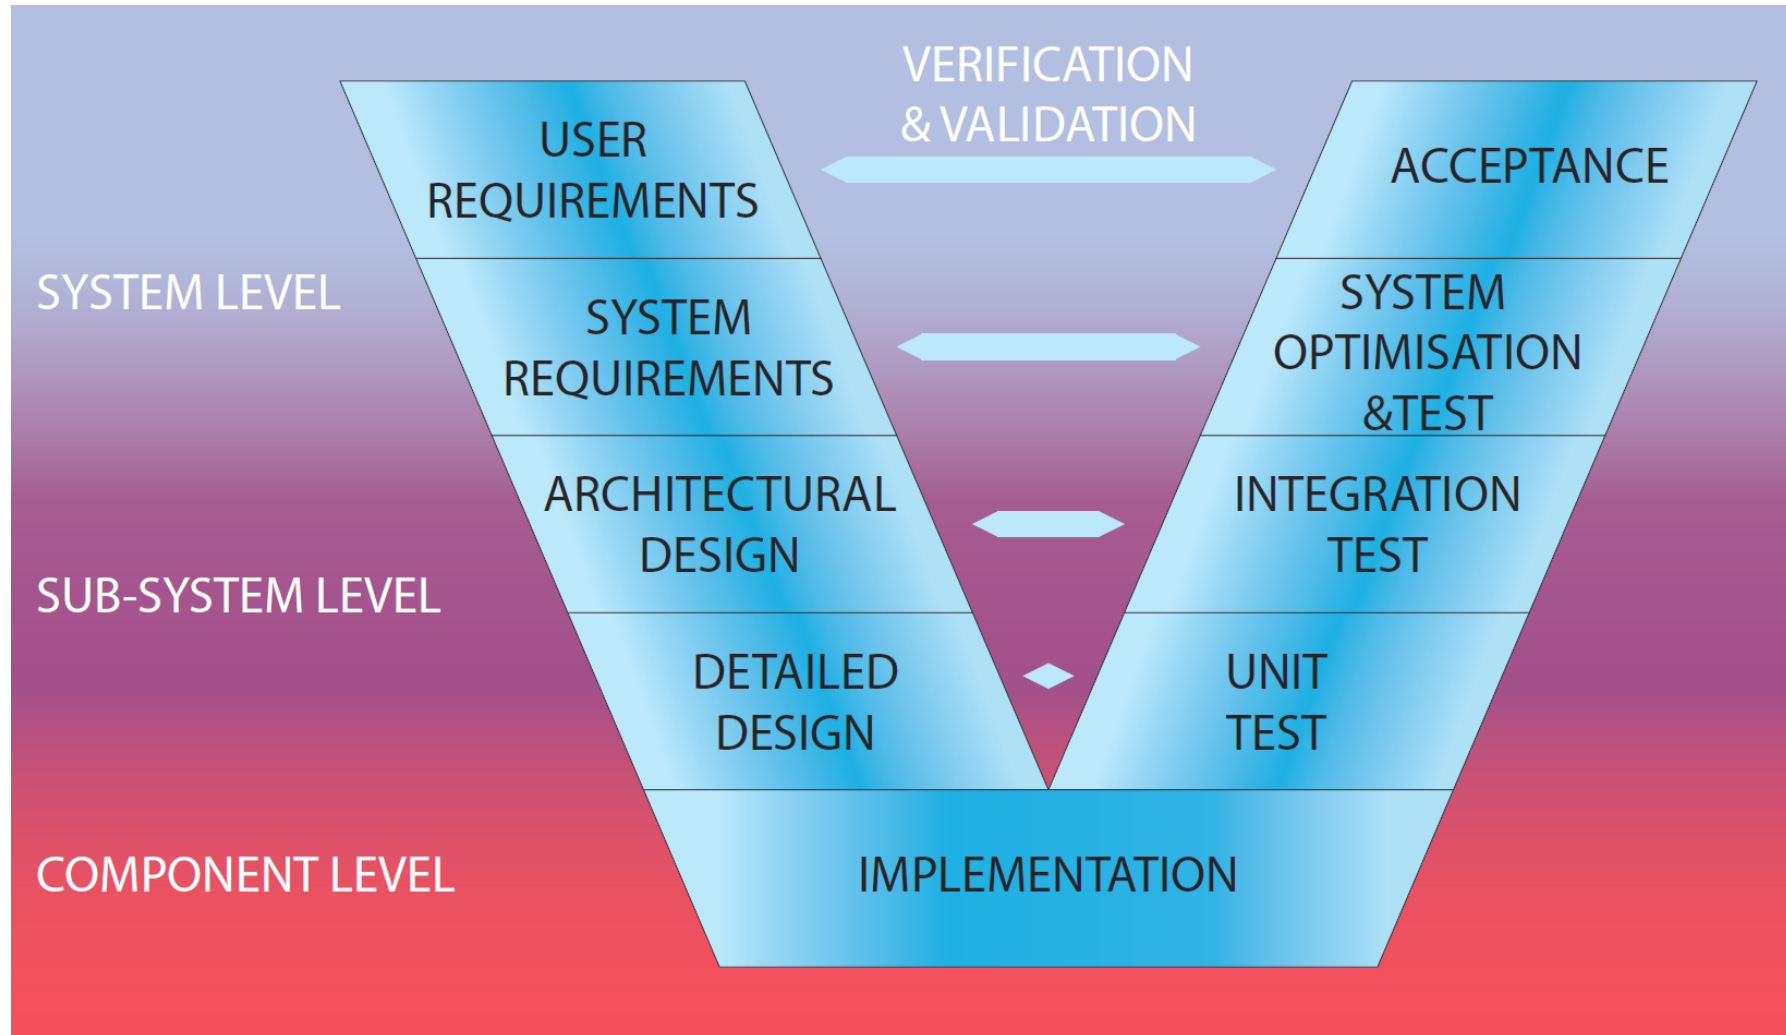 VERIFICATION
& VALIDATION
USER
REQUIREMENTS
ACCEPTANCE
SYSTEM LEVEL
SYSTEM
REQUIREMENTS
SYSTEM
OPTIMISATION
&TEST
ARCHITECTURAL
DESIGN
INTEGRATION
TEST
SUB-SYSTEM LEVEL
DETAILED
DESIGN
UNIT
TEST
COMPONENT LEVEL
IMPLEMENTATION